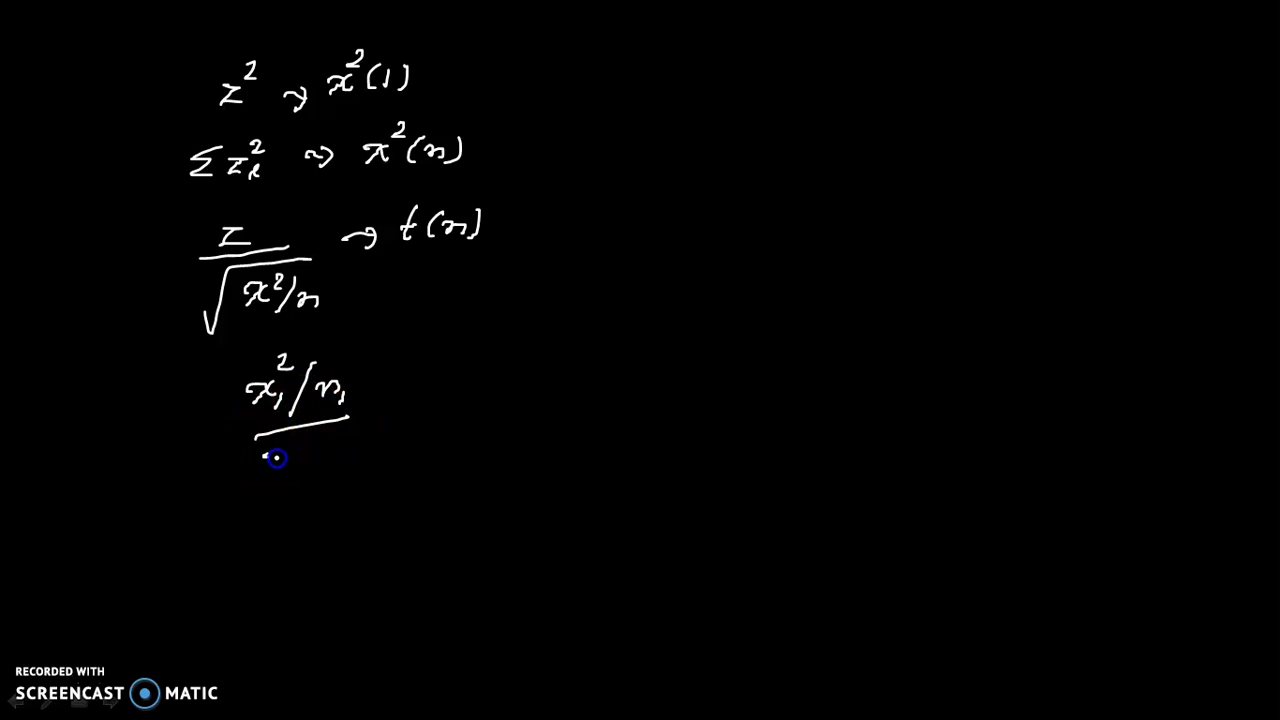 z² → χ²(1)
Σ zᵢ² → χ²(n)
z / √(χ²/n) → t(n)
χ₁²/n₁
RECORDED WITH
SCREENCAST MATIC